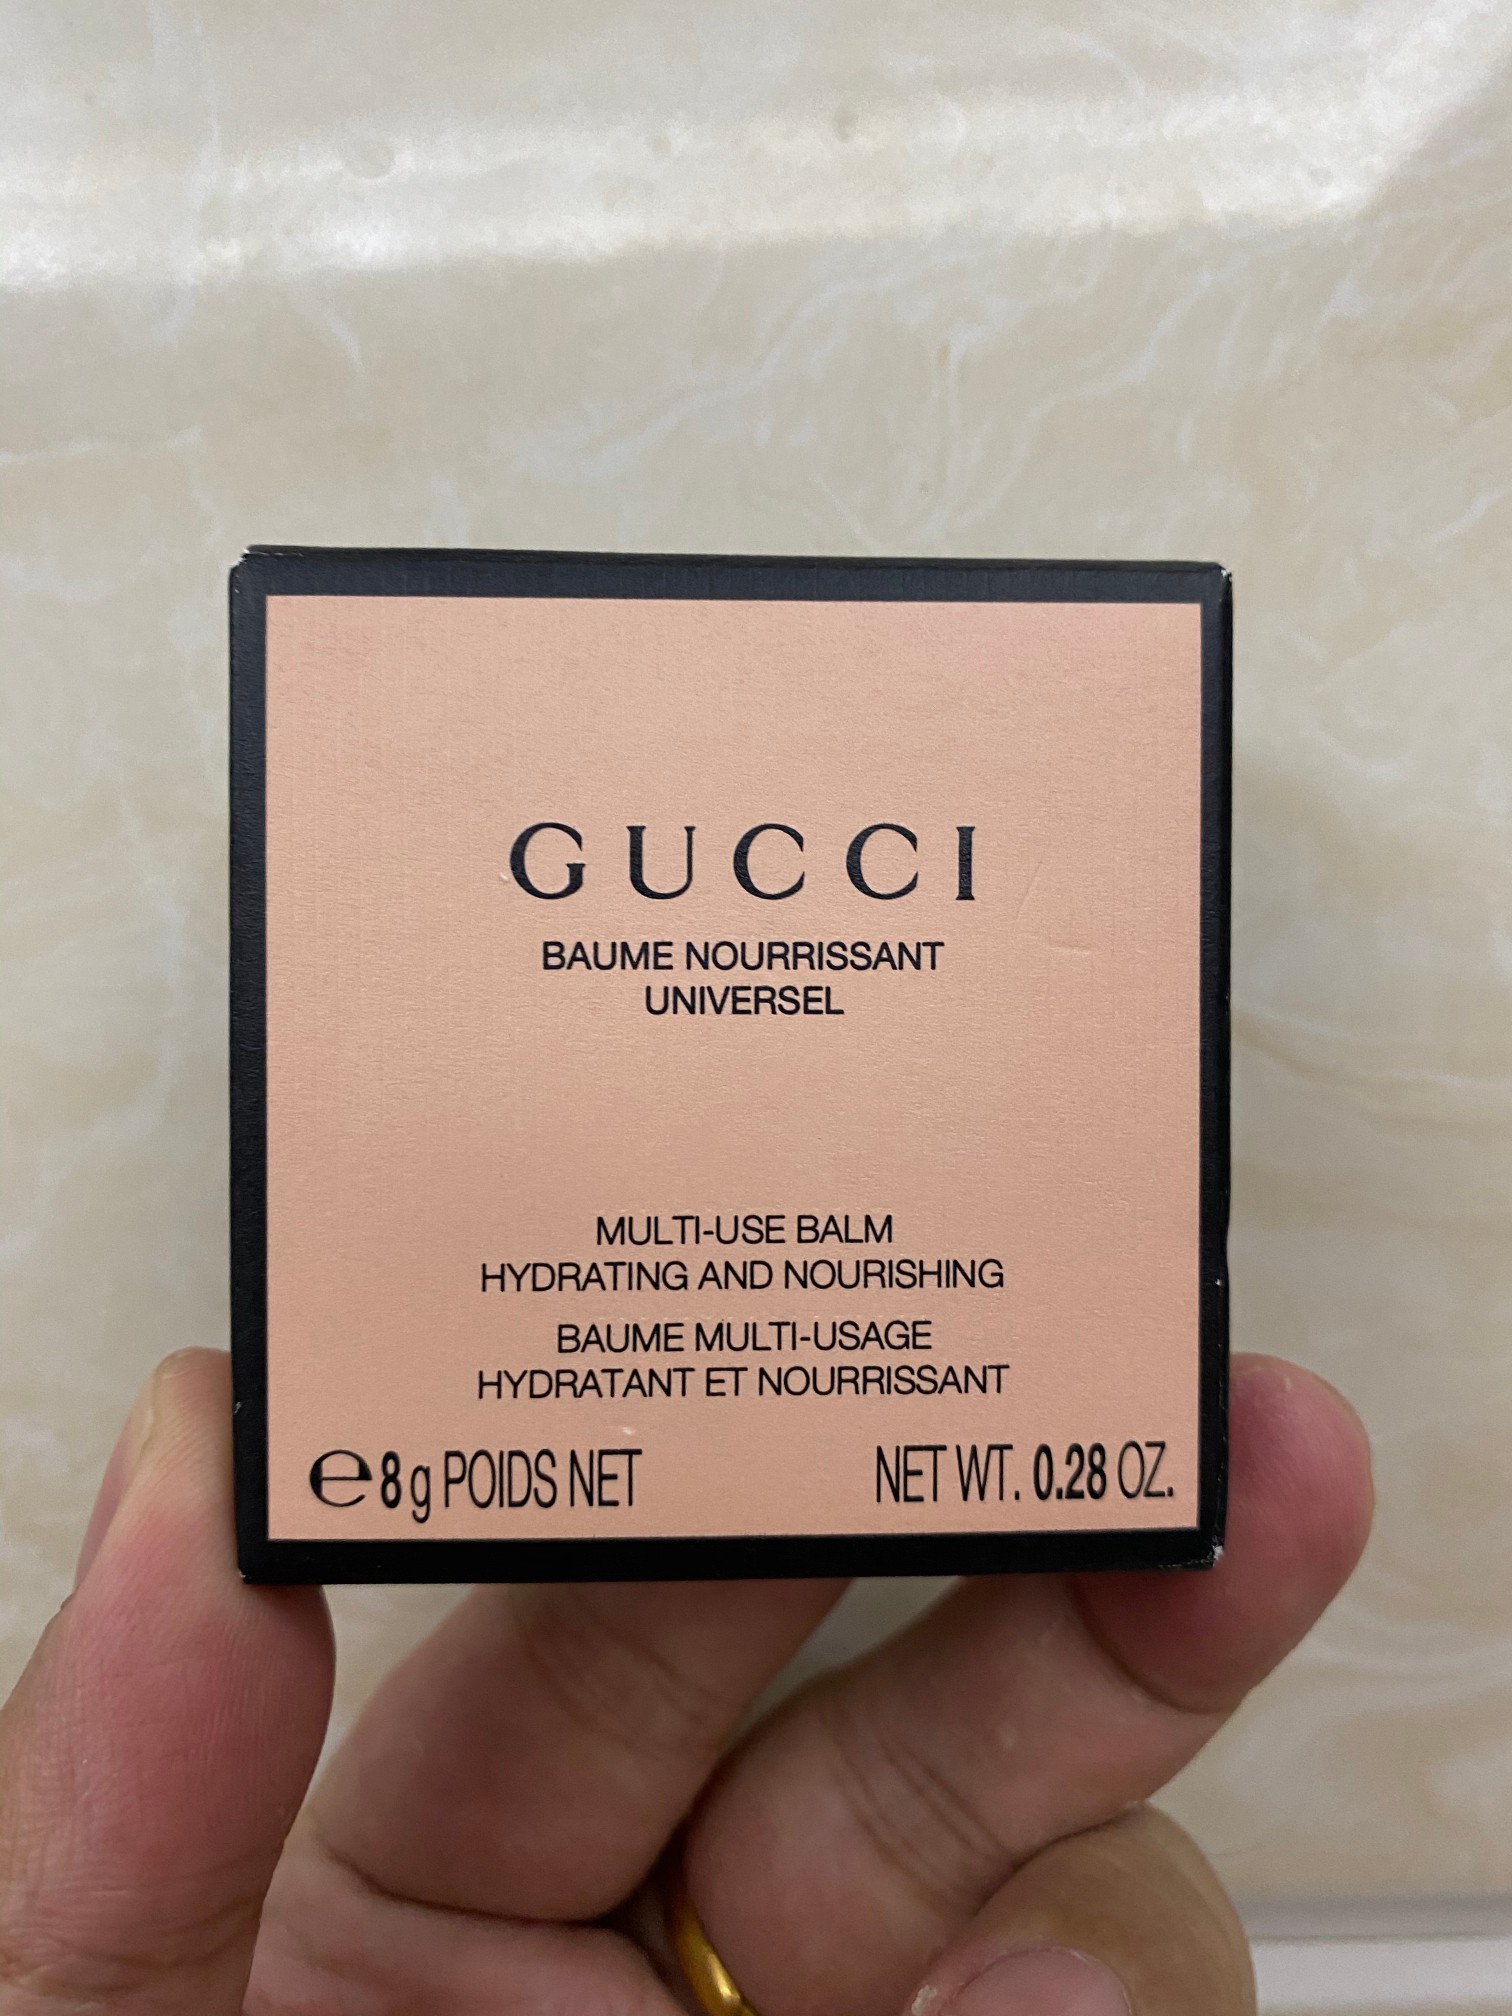 GUCCI
BAUME NOURRISSANT
UNIVERSEL
MULTI-USE BALM
HYDRATING AND NOURISHING
BAUME MULTI-USAGE
HYDRATANT ET NOURRISSANT
℮ 8 g POIDS NET NET WT. 0.28 OZ.